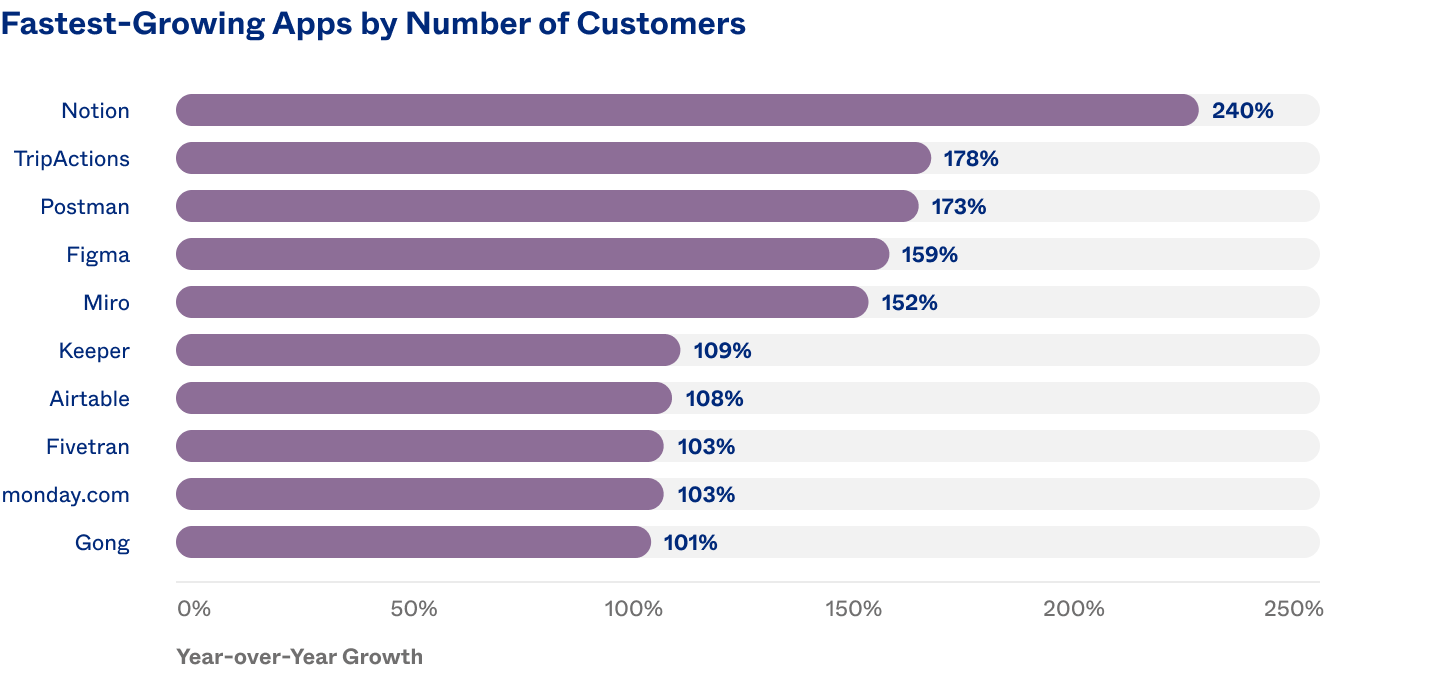 Fastest-Growing Apps by Number of Customers
Notion 240%
TripActions 178%
Postman 173%
Figma 159%
Miro 152%
Keeper 109%
Airtable 108%
Fivetran 103%
monday.com 103%
Gong 101%
0% 50% 100% 150% 200% 250%
Year-over-Year Growth